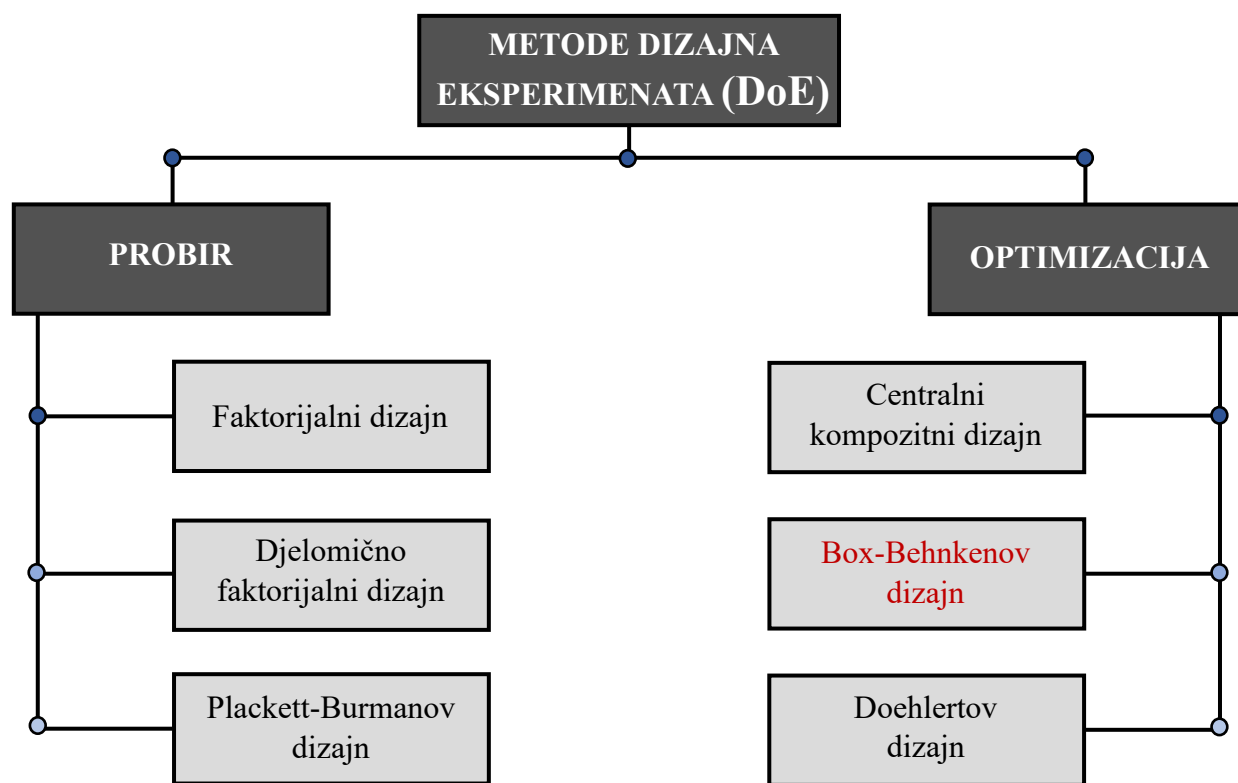 METODE DIZAJNA
EKSPERIMENATA (DoE)
PROBIR
OPTIMIZACIJA
Faktorijalni dizajn
Centralni
kompozitni dizajn
Djelomično
faktorijalni dizajn
Box-Behnkenov
dizajn
Plackett-Burmanov
dizajn
Doehlertov
dizajn